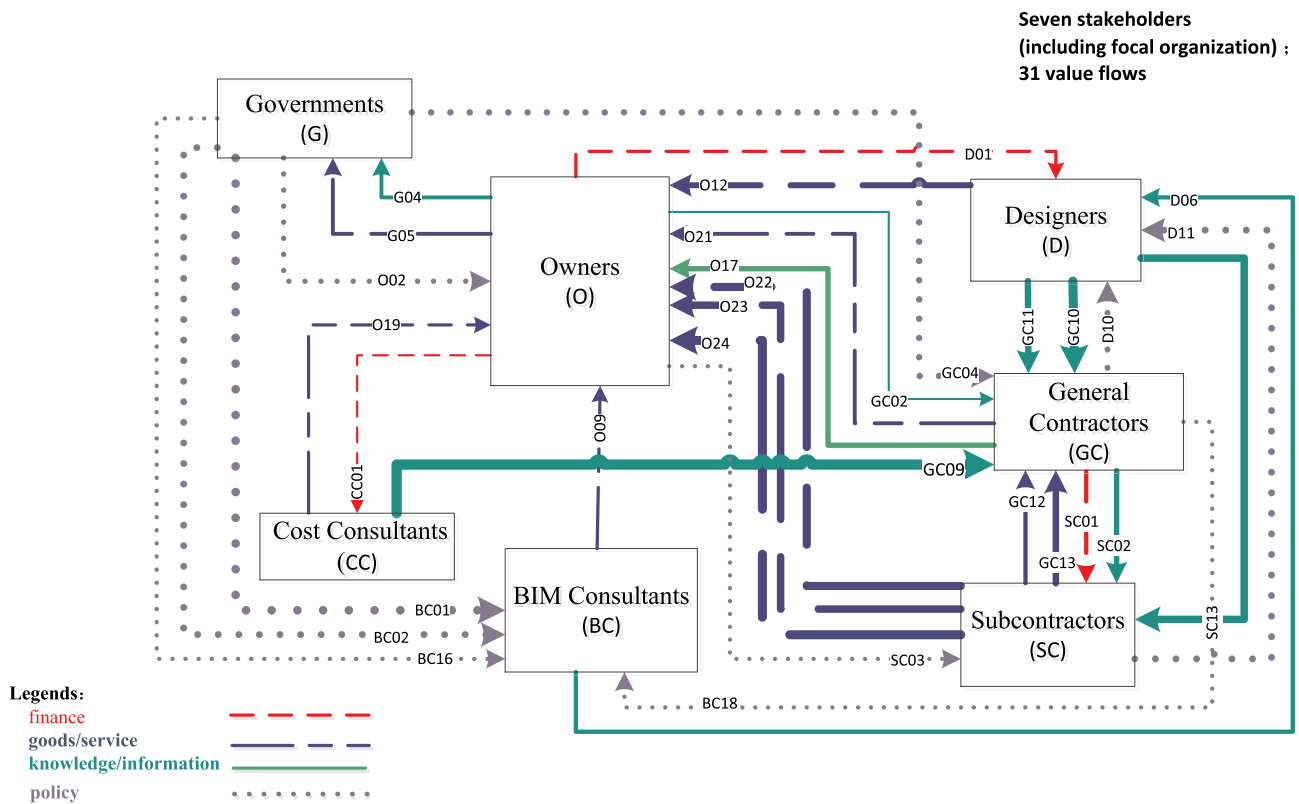 Seven stakeholders
(including focal organization) ;
31 value flows
Governments
(G)
D01
O12
Designers
(D)
D06
D11
G04
G05
O21
O17
O22
O23
O24
Owners
(O)
O02
O19
GC11
GC10
D10
GC04
GC02
General
Contractors
(GC)
O09
CC01
GC09
GC12
SC01
SC02
GC13
Cost Consultants
(CC)
BIM Consultants
(BC)
Subcontractors
(SC)
BC01
BC02
BC16
SC03
SC13
BC18
Legends:
finance
goods/service
knowledge/information
policy